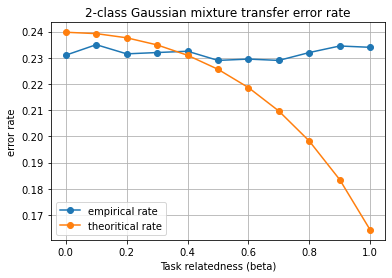 2-class Gaussian mixture transfer error rate
error rate
0.24
0.23
0.22
0.21
0.20
0.19
0.18
0.17
empirical rate
theoritical rate
0.0 0.2 0.4 0.6 0.8 1.0
Task relatedness (beta)